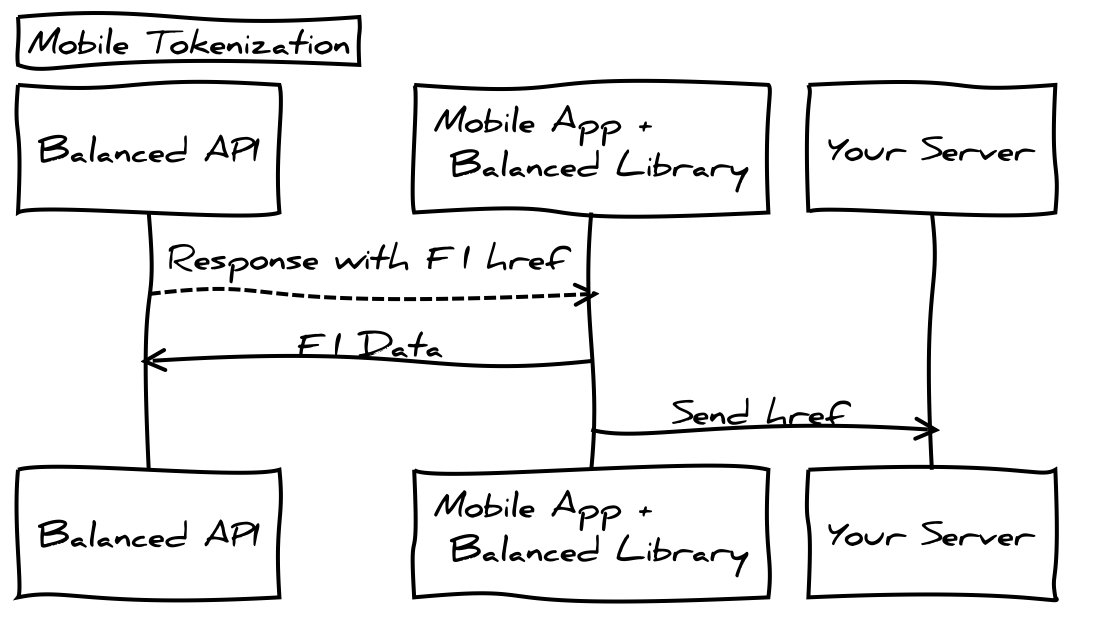 Mobile Tokenization
Balanced API
Mobile App +
Balanced Library
Your Server
Response with FI href
FI Data
Send href
Balanced API
Mobile App +
Balanced Library
Your Server